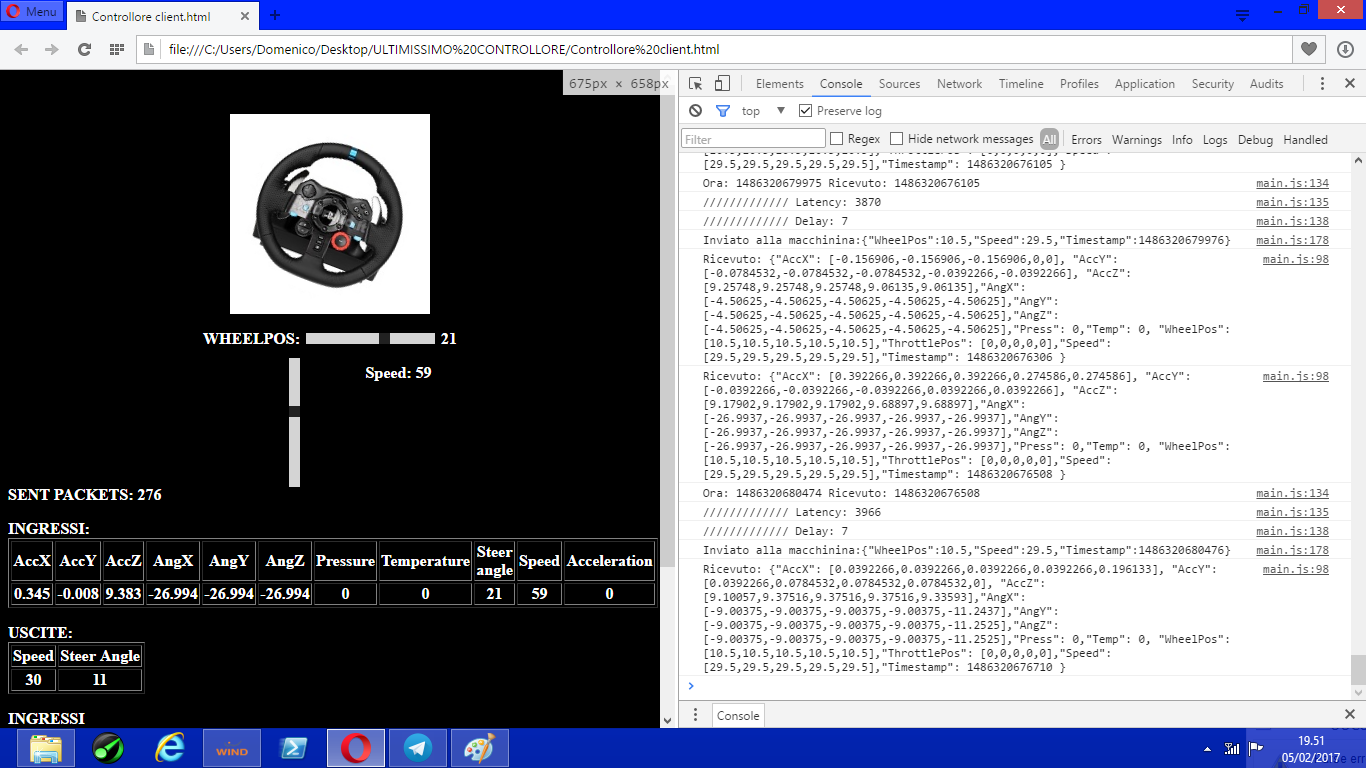 Menu
Controllore client.html
file:///C:/Users/Domenico/Desktop/ULTIMISSIMO%20CONTROLLORE/Controllore%20client.html
675px × 658px
WHEELPOS: 21
Speed: 59
SENT PACKETS: 276
INGRESSI:
AccX AccY AccZ AngX AngY AngZ Pressure Temperature Steer angle Speed Acceleration
0.345 -0.008 9.383 -26.994 -26.994 -26.994 0 0 21 59 0
USCITE:
Speed Steer Angle
30 11
INGRESSI
Elements Console Sources Network Timeline Profiles Application Security Audits
top Preserve log
Filter Regex Hide network messages All Errors Warnings Info Logs Debug Handled
[29.5,29.5,29.5,29.5,29.5],"Timestamp": 1486320676105 }
Ora: 1486320679975 Ricevuto: 1486320676105 main.js:134
///////////// Latency: 3870 main.js:135
///////////// Delay: 7 main.js:138
Inviato alla macchinina:{"WheelPos":10.5,"Speed":29.5,"Timestamp":1486320679976} main.js:178
Ricevuto: {"AccX": [-0.156906,-0.156906,-0.156906,0,0], "AccY": main.js:98
[-0.0784532,-0.0784532,-0.0784532,-0.0392266,-0.0392266], "AccZ":
[9.25748,9.25748,9.25748,9.06135,9.06135],"AngX":
[-4.50625,-4.50625,-4.50625,-4.50625,-4.50625],"AngY":
[-4.50625,-4.50625,-4.50625,-4.50625,-4.50625],"AngZ":
[-4.50625,-4.50625,-4.50625,-4.50625,-4.50625],"Press": 0,"Temp": 0, "WheelPos":
[10.5,10.5,10.5,10.5,10.5],"ThrottlePos": [0,0,0,0,0],"Speed":
[29.5,29.5,29.5,29.5,29.5],"Timestamp": 1486320676306 }
Ricevuto: {"AccX": [0.392266,0.392266,0.392266,0.274586,0.274586], "AccY": main.js:98
[-0.0392266,-0.0392266,-0.0392266,0.0392266,0.0392266], "AccZ":
[9.17902,9.17902,9.17902,9.68897,9.68897],"AngX":
[-26.9937,-26.9937,-26.9937,-26.9937,-26.9937],"AngY":
[-26.9937,-26.9937,-26.9937,-26.9937,-26.9937],"AngZ":
[-26.9937,-26.9937,-26.9937,-26.9937,-26.9937],"Press": 0,"Temp": 0, "WheelPos":
[10.5,10.5,10.5,10.5,10.5],"ThrottlePos": [0,0,0,0,0],"Speed":
[29.5,29.5,29.5,29.5,29.5],"Timestamp": 1486320676508 }
Ora: 1486320680474 Ricevuto: 1486320676508 main.js:134
///////////// Latency: 3966 main.js:135
///////////// Delay: 7 main.js:138
Inviato alla macchinina:{"WheelPos":10.5,"Speed":29.5,"Timestamp":1486320680476} main.js:178
Ricevuto: {"AccX": [0.0392266,0.0392266,0.0392266,0.0392266,0.196133], "AccY": main.js:98
[0.0392266,0.0784532,0.0784532,0.0784532,0], "AccZ":
[9.10057,9.37516,9.37516,9.37516,9.33593],"AngX":
[-9.00375,-9.00375,-9.00375,-9.00375,-11.2437],"AngY":
[-9.00375,-9.00375,-9.00375,-9.00375,-11.2525],"AngZ":
[-9.00375,-9.00375,-9.00375,-9.00375,-11.2525],"Press": 0,"Temp": 0, "WheelPos":
[10.5,10.5,10.5,10.5,10.5],"ThrottlePos": [0,0,0,0,0],"Speed":
[29.5,29.5,29.5,29.5,29.5],"Timestamp": 1486320676710 }
Console
WIND
19.51
05/02/2017